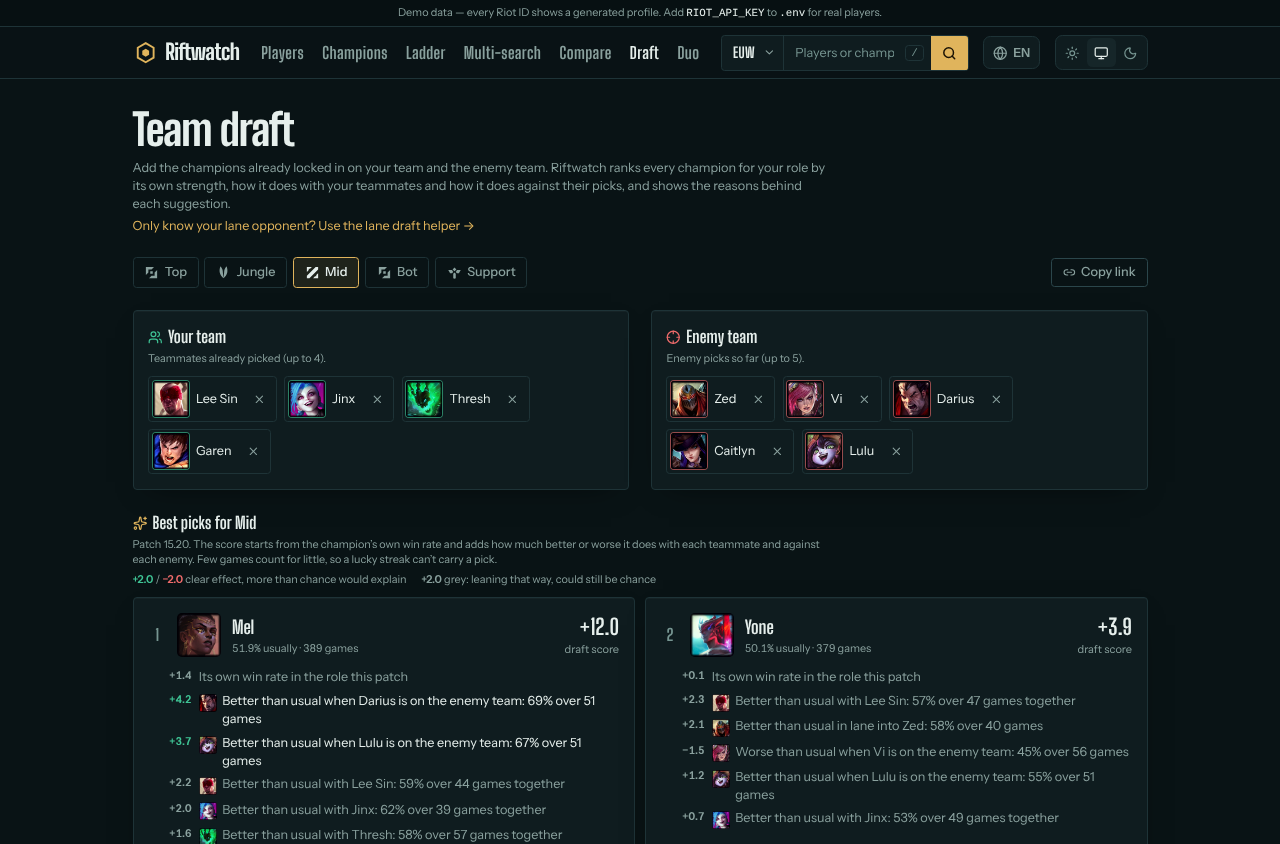 Demo data — every Riot ID shows a generated profile. Add RIOT_API_KEY to .env for real players.
Riftwatch
Players
Champions
Ladder
Multi-search
Compare
Draft
Duo
EUW
Players or champ
/
EN
Team draft
Add the champions already locked in on your team and the enemy team. Riftwatch ranks every champion for your role by
its own strength, how it does with your teammates and how it does against their picks, and shows the reasons behind
each suggestion.
Only know your lane opponent? Use the lane draft helper →
Top
Jungle
Mid
Bot
Support
Copy link
Your team
Teammates already picked (up to 4).
Lee Sin
Jinx
Thresh
Garen
Enemy team
Enemy picks so far (up to 5).
Zed
Vi
Darius
Caitlyn
Lulu
Best picks for Mid
Patch 15.20. The score starts from the champion's own win rate and adds how much better or worse it does with each teammate and against
each enemy. Few games count for little, so a lucky streak can't carry a pick.
+2.0 / −2.0 clear effect, more than chance would explain +2.0 grey: leaning that way, could still be chance
1
Mel
51.9% usually · 389 games
+12.0
draft score
+1.4 Its own win rate in the role this patch
+4.2 Better than usual when Darius is on the enemy team: 69% over 51
games
+3.7 Better than usual when Lulu is on the enemy team: 67% over 51
games
+2.2 Better than usual with Lee Sin: 59% over 44 games together
+2.0 Better than usual with Jinx: 62% over 39 games together
+1.6 Better than usual with Thresh: 58% over 57 games together
2
Yone
50.1% usually · 379 games
+3.9
draft score
+0.1 Its own win rate in the role this patch
+2.3 Better than usual with Lee Sin: 57% over 47 games together
+2.1 Better than usual in lane into Zed: 58% over 40 games
−1.5 Worse than usual when Vi is on the enemy team: 45% over 56 games
+1.2 Better than usual when Lulu is on the enemy team: 55% over 51
games
+0.7 Better than usual with Jinx: 53% over 49 games together